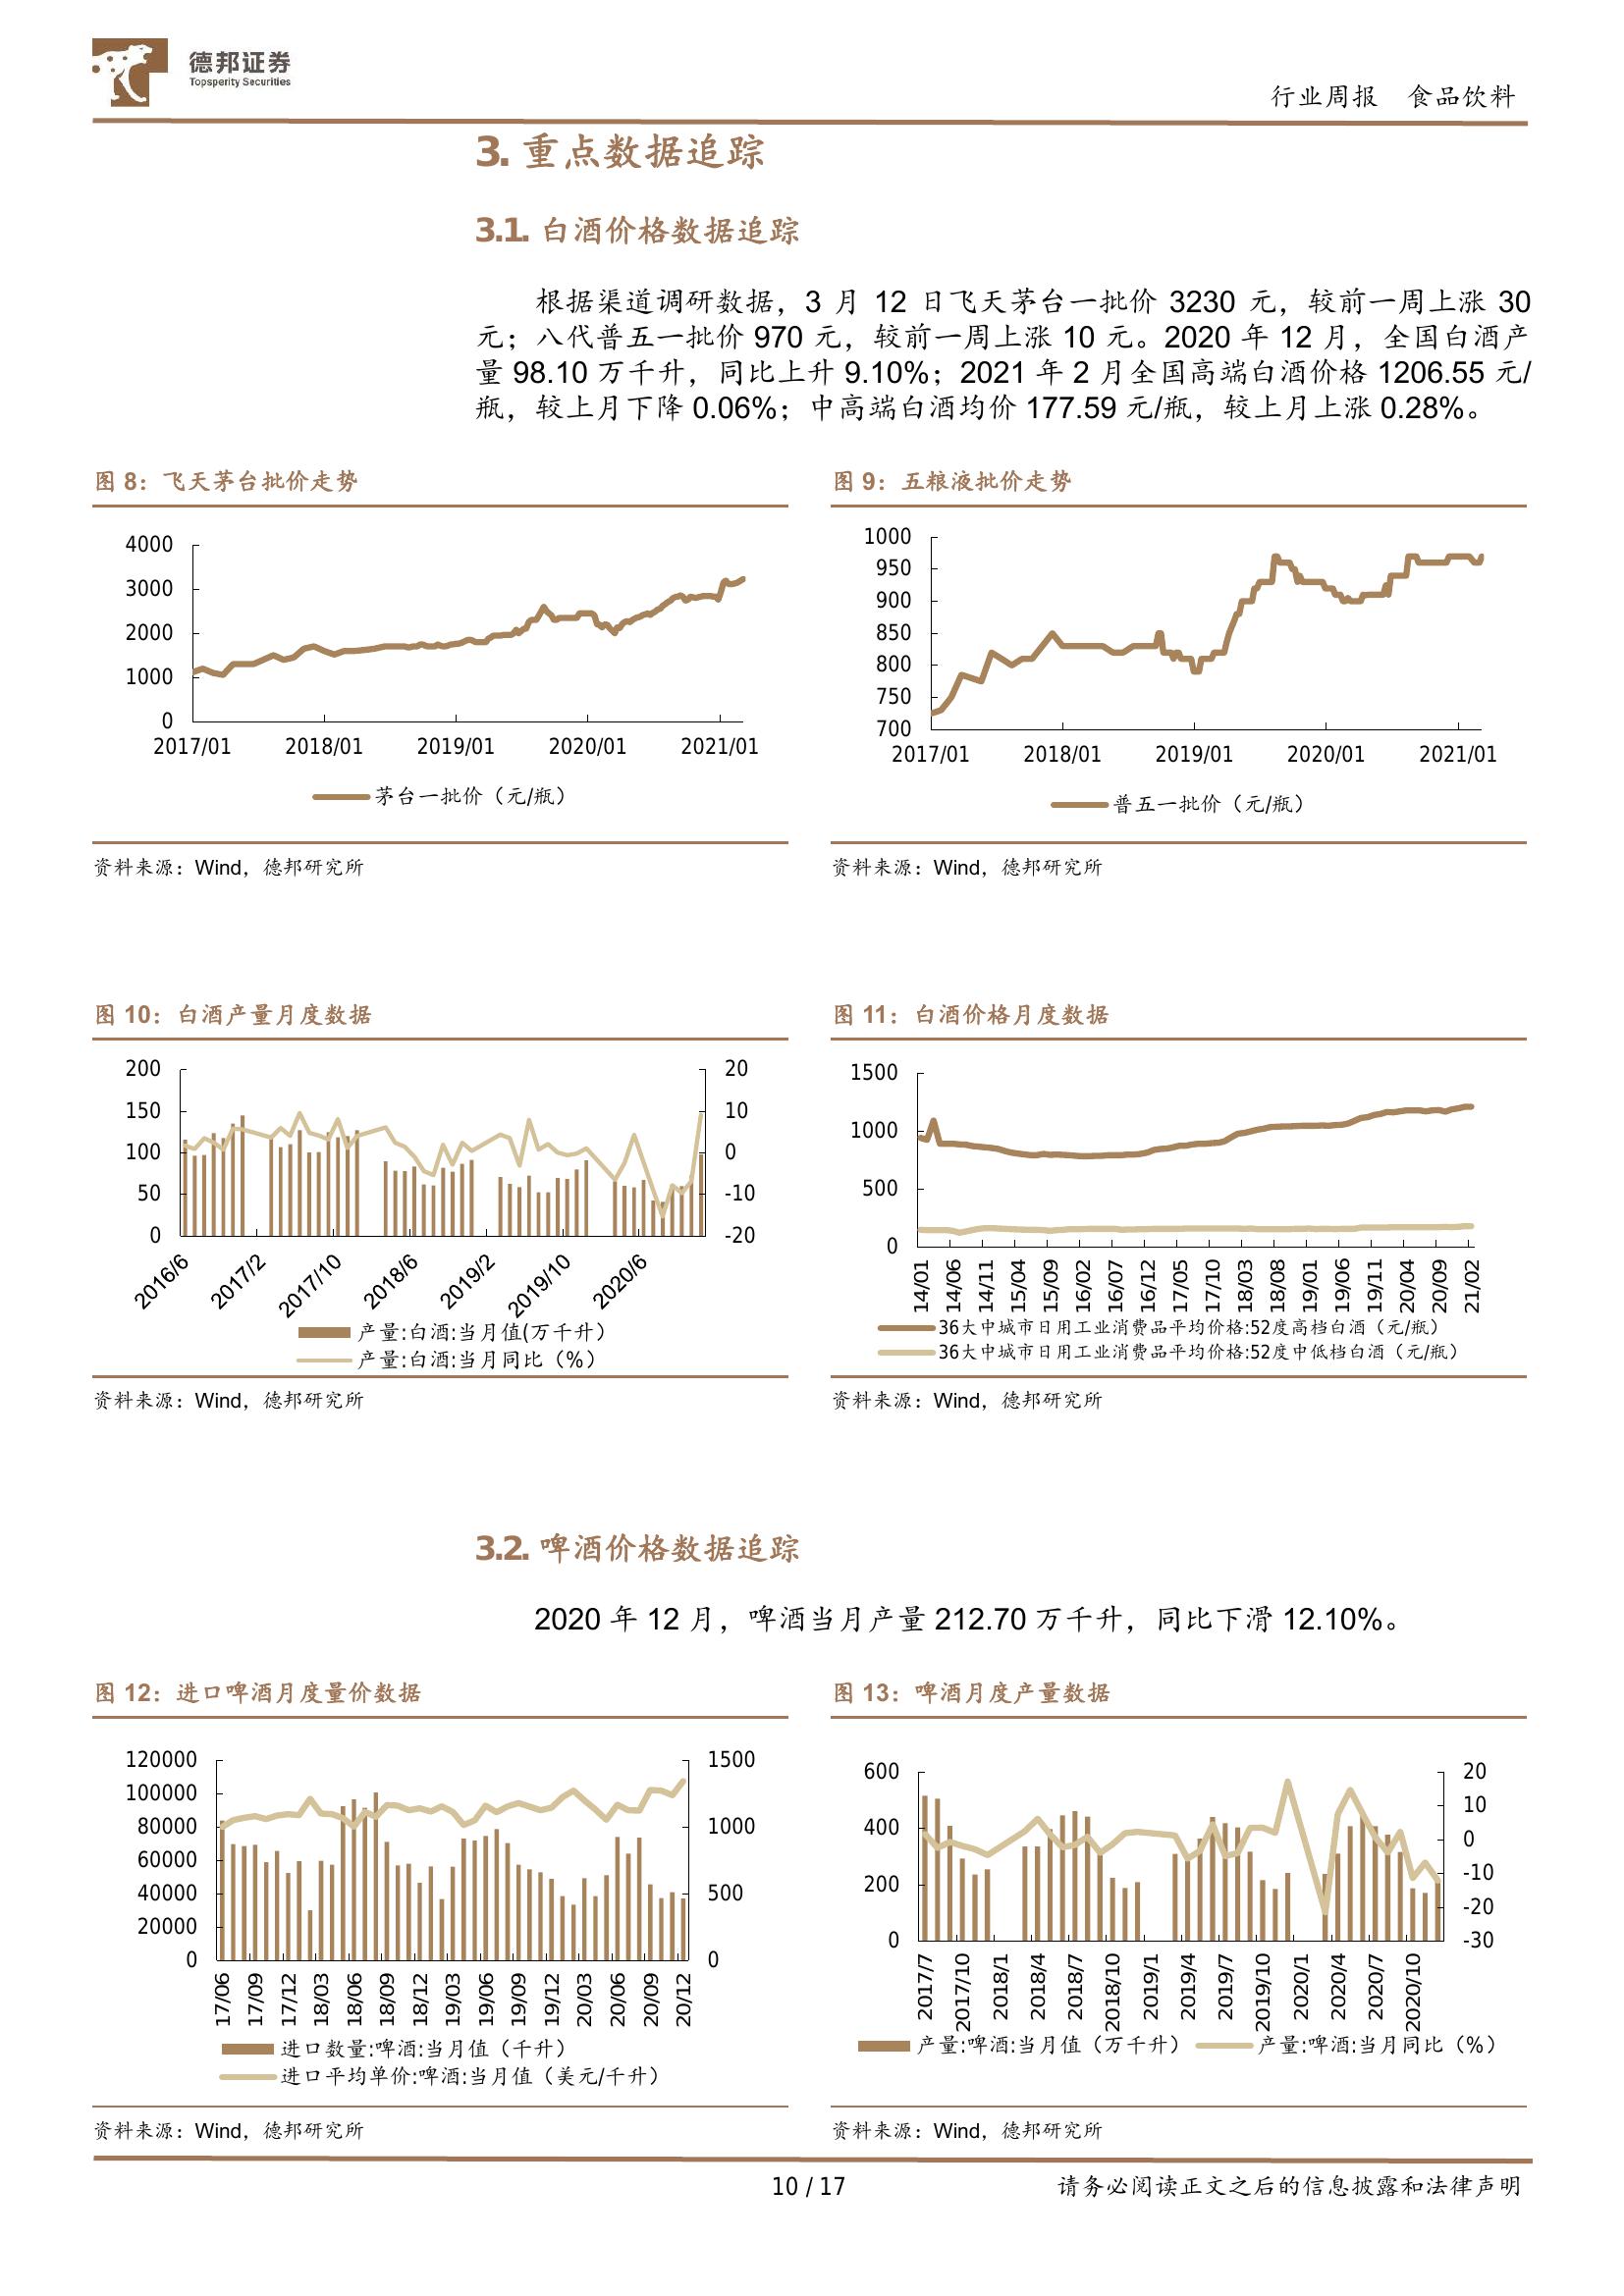 德邦证券
Topsperity Securities
行业周报 食品饮料
3. 重点数据追踪
3.1. 白酒价格数据追踪
根据渠道调研数据，3 月 12 日飞天茅台一批价 3230 元，较前一周上涨 30
元；八代普五一批价 970 元，较前一周上涨 10 元。2020 年 12 月，全国白酒产
量 98.10 万千升，同比上升 9.10%；2021 年 2 月全国高端白酒价格 1206.55 元/
瓶，较上月下降 0.06%；中高端白酒均价 177.59 元/瓶，较上月上涨 0.28%。
图 8：飞天茅台批价走势
4000
3000
2000
1000
0
2017/01 2018/01 2019/01 2020/01 2021/01
茅台一批价（元/瓶）
资料来源：Wind，德邦研究所
图 9：五粮液批价走势
1000
950
900
850
800
750
700
2017/01 2018/01 2019/01 2020/01 2021/01
普五一批价（元/瓶）
资料来源：Wind，德邦研究所
图 10：白酒产量月度数据
200 20
150 10
100 0
50 -10
0 -20
2016/6 2017/2 2017/10 2018/6 2019/2 2019/10 2020/6
产量:白酒:当月值(万千升）
产量:白酒:当月同比（%）
资料来源：Wind，德邦研究所
图 11：白酒价格月度数据
1500
1000
500
0
14/01 14/06 14/11 15/04 15/09 16/02 16/07 16/12 17/05 17/10 18/03 18/08 19/01 19/06 19/11 20/04 20/09 21/02
36大中城市日用工业消费品平均价格:52度高档白酒（元/瓶）
36大中城市日用工业消费品平均价格:52度中低档白酒（元/瓶）
资料来源：Wind，德邦研究所
3.2. 啤酒价格数据追踪
2020 年 12 月，啤酒当月产量 212.70 万千升，同比下滑 12.10%。
图 12：进口啤酒月度量价数据
120000 1500
100000
80000 1000
60000
40000 500
20000
0 0
17/06 17/09 17/12 18/03 18/06 18/09 18/12 19/03 19/06 19/09 19/12 20/03 20/06 20/09 20/12
进口数量:啤酒:当月值（千升）
进口平均单价:啤酒:当月值（美元/千升）
资料来源：Wind，德邦研究所
图 13：啤酒月度产量数据
600 20
10
400 0
-10
200 -20
0 -30
2017/7 2017/10 2018/1 2018/4 2018/7 2018/10 2019/1 2019/4 2019/7 2019/10 2020/1 2020/4 2020/7 2020/10
产量:啤酒:当月值（万千升） 产量:啤酒:当月同比（%）
资料来源：Wind，德邦研究所
10 / 17
请务必阅读正文之后的信息披露和法律声明